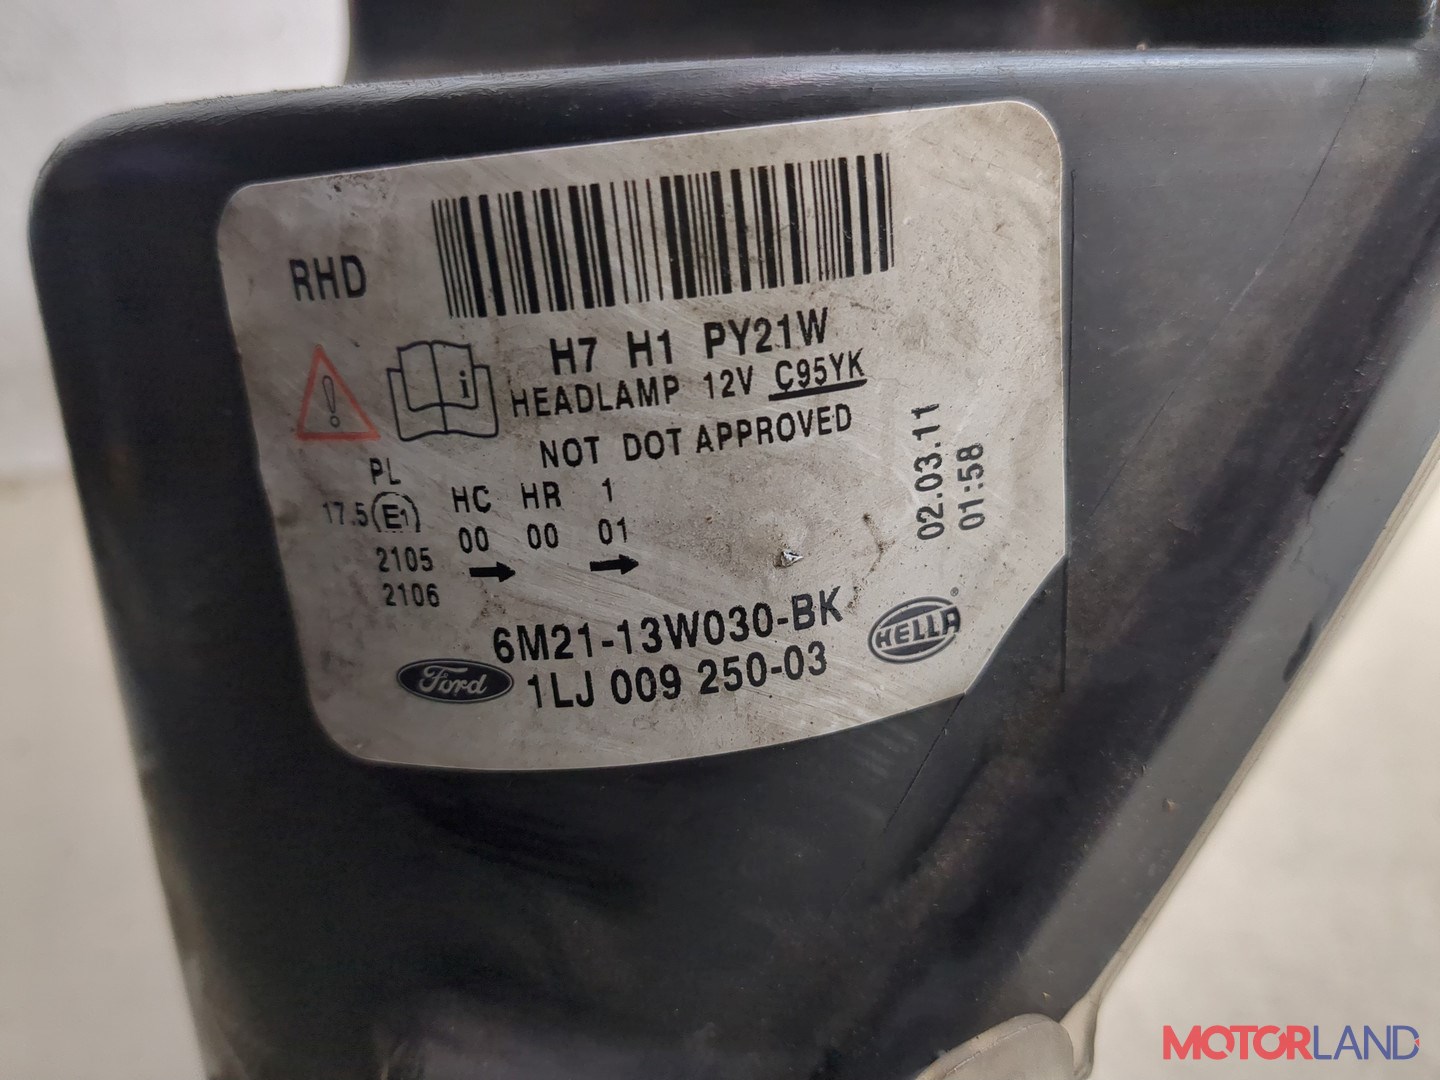 RHD
H7 H1 PY21W
HEADLAMP 12V C95YK
NOT DOT APPROVED
PL
17.5 E1
HC HR 1
00 00 01
2105
2106
02.03.11
01:58
6M21-13W030-BK
1LJ 009 250-03
Ford
HELLA
MOTORLAND